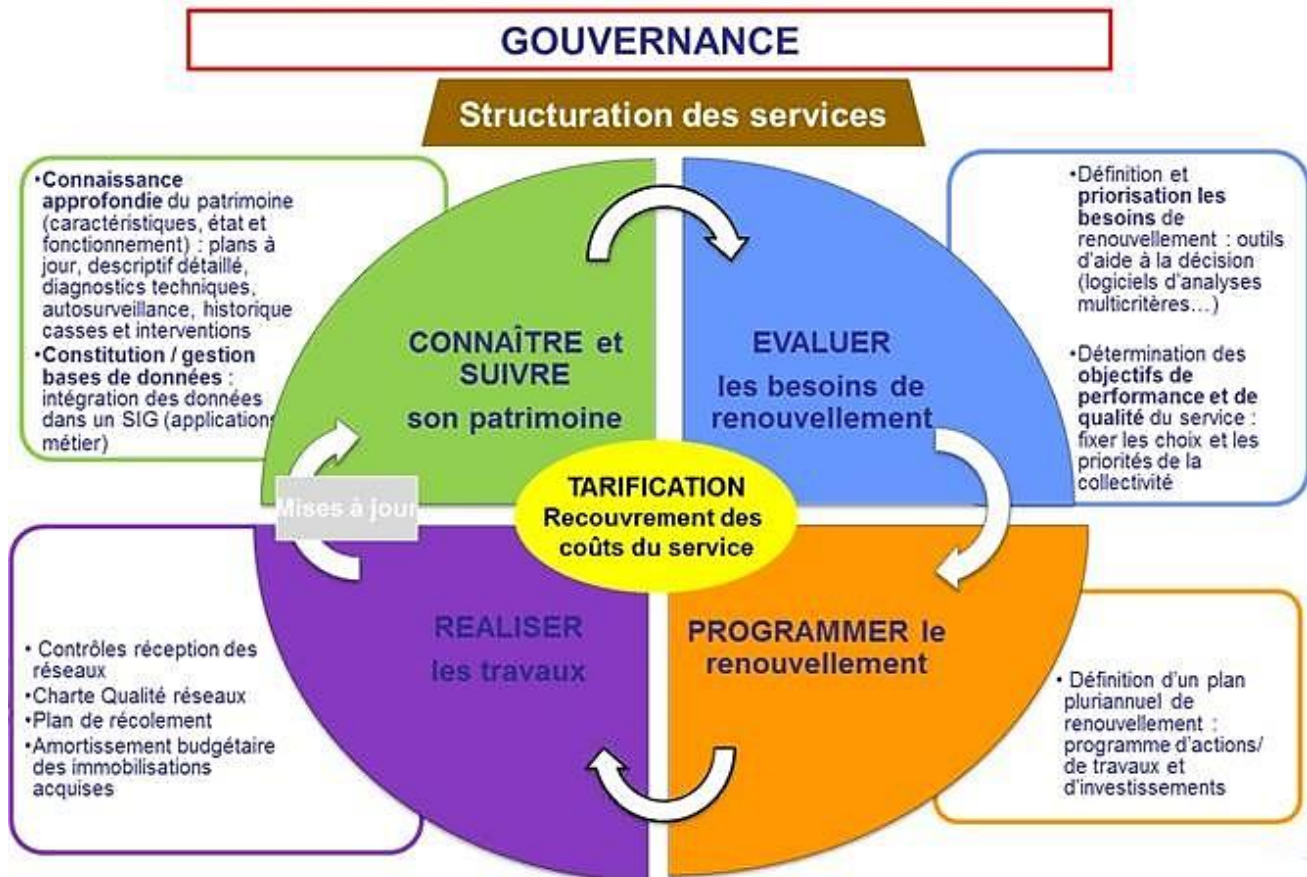 GOUVERNANCE
Structuration des services
•Connaissance
approfondie du patrimoine
(caractéristiques, état et
fonctionnement) : plans à
jour, descriptif détaillé,
diagnostics techniques,
autosurveillance, historique
casses et interventions
•Constitution / gestion
bases de données :
intégration des données
dans un SIG (applications
métier)
CONNAÎTRE et
SUIVRE
son patrimoine
EVALUER
les besoins de
renouvellement
•Définition et
priorisation les
besoins de
renouvellement : outils
d'aide à la décision
(logiciels d'analyses
multicritères…)
•Détermination des
objectifs de
performance et de
qualité du service :
fixer les choix et les
priorités de la
collectivité
Mises à jour
TARIFICATION
Recouvrement des
coûts du service
REALISER
les travaux
PROGRAMMER le
renouvellement
• Contrôles réception des
réseaux
•Charte Qualité réseaux
•Plan de récolement
•Amortissement budgétaire
des immobilisations
acquises
• Définition d'un plan
pluriannuel de
renouvellement :
programme d'actions/
de travaux et
d'investissements